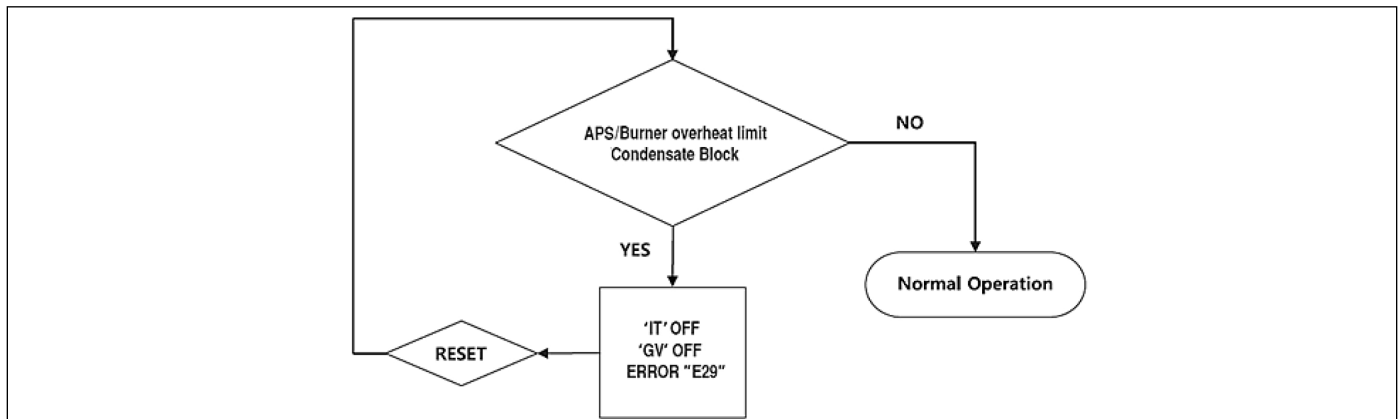 APS/Burner overheat limit
Condensate Block
NO
YES
Normal Operation
‘IT’ OFF
‘GV’ OFF
ERROR "E29"
RESET